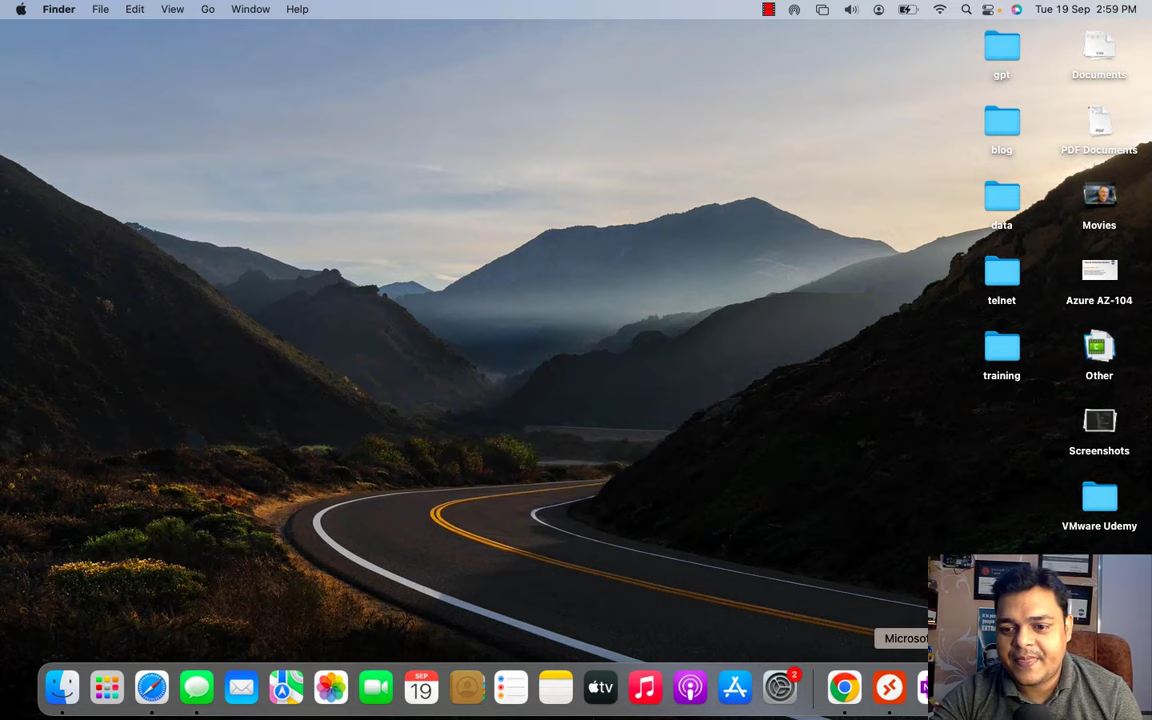 Finder File Edit View Go Window Help Tue 19 Sep 2:59 PM
gpt Documents
blog PDF Documents
data Movies
telnet Azure AZ-104
training Other
Screenshots
VMware Udemy
SEP
19
tv
2